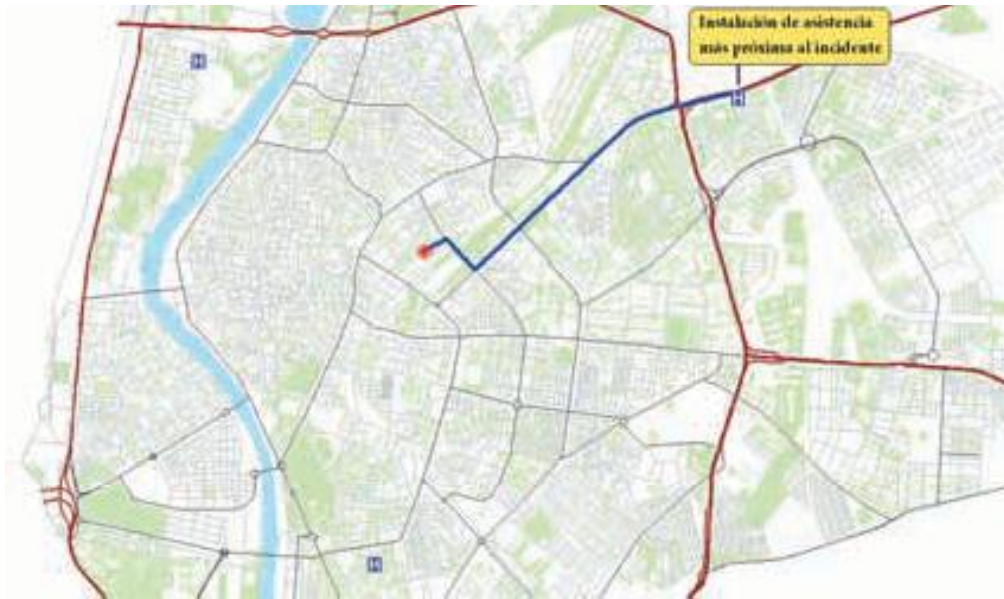 Instalación de asistencia
más próxima al incidente
H
H
H